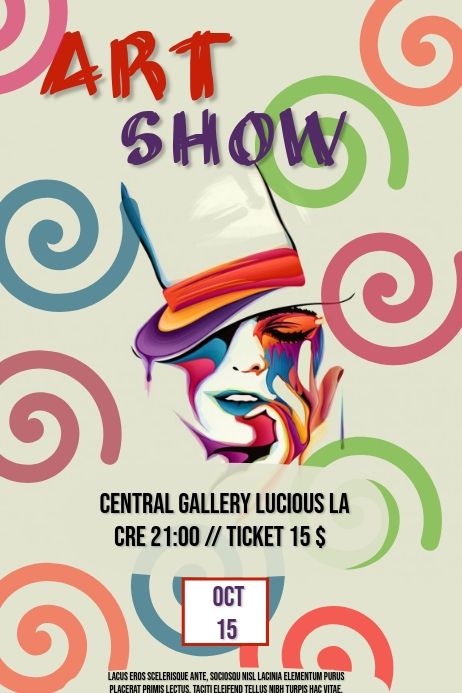 ART
SHOW
CENTRAL GALLERY LUCIOUS LA
CRE 21:00 // TICKET 15 $
OCT
15
LACUS EROS SCELERISQUE ANTE, SOCIOSQU NISL LACINIA ELEMENTUM PURUS
PLACERAT PRIMIS LECTUS, TACITI ELEIFEND TELLUS NIBH TURPIS HAC VITAE,